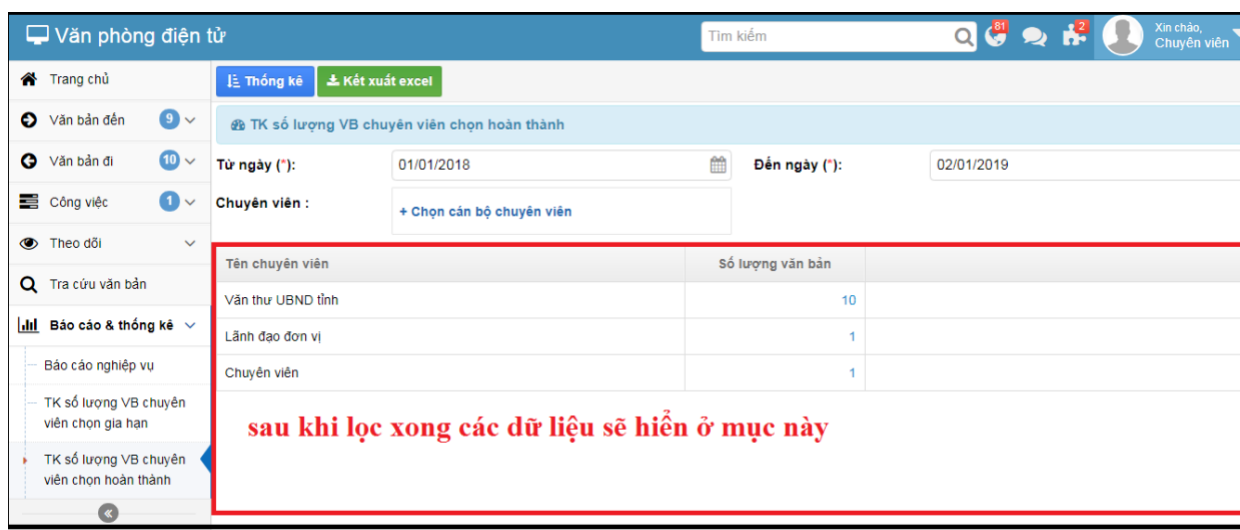 Văn phòng điện tử
Tìm kiếm
81
2
Xin chào,
Chuyên viên
Trang chủ
Văn bản đến 9
Văn bản đi 10
Công việc 1
Theo dõi
Tra cứu văn bản
Báo cáo & thống kê
Báo cáo nghiệp vụ
TK số lượng VB chuyên
viên chọn gia hạn
TK số lượng VB chuyên
viên chọn hoàn thành
Thống kê Kết xuất excel
TK số lượng VB chuyên viên chọn hoàn thành
Từ ngày (*): 01/01/2018 Đến ngày (*): 02/01/2019
Chuyên viên : + Chọn cán bộ chuyên viên
Tên chuyên viên Số lượng văn bản
Văn thư UBND tỉnh 10
Lãnh đạo đơn vị 1
Chuyên viên 1
sau khi lọc xong các dữ liệu sẽ hiển ở mục này